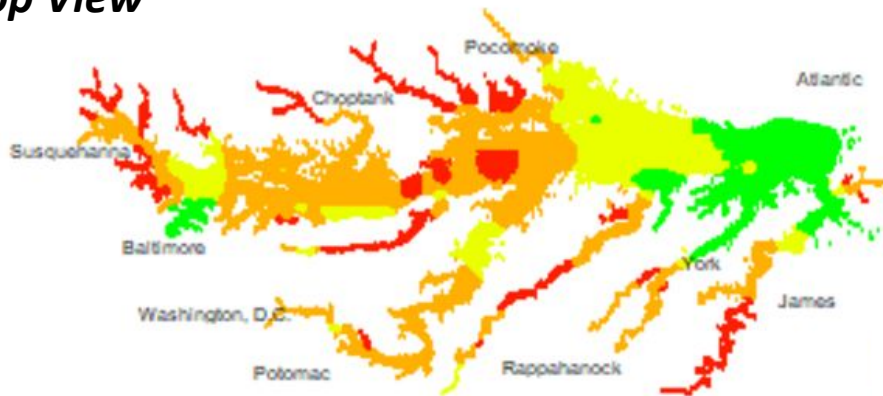 op View
Pocomoke
Atlantic
Choptank
Susquehanna
Baltimore
York
Washington, D.C.
James
Potomac
Rappahanock